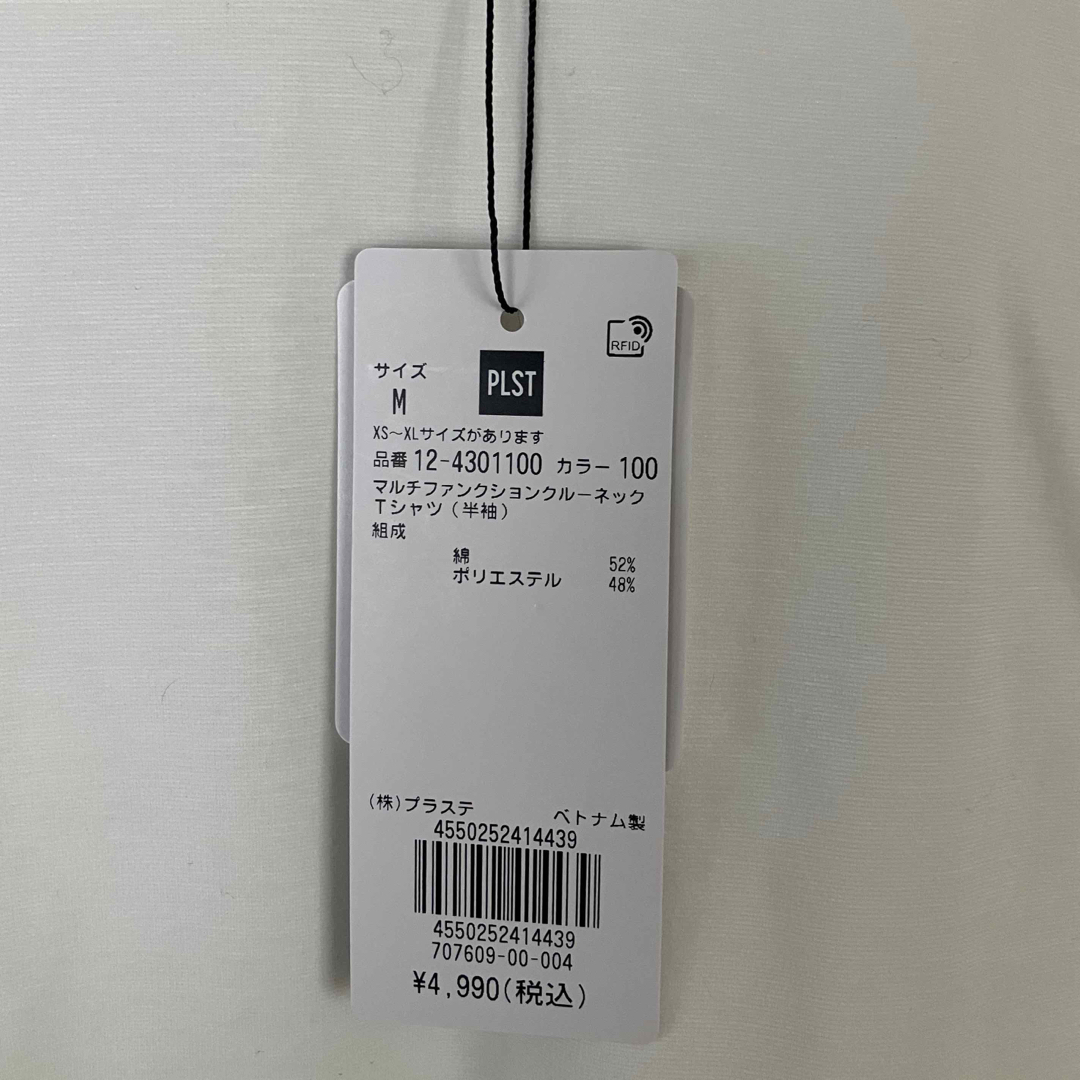 RFID
サイズ
PLST
M
XS〜XLサイズがあります
品番 12-4301100 カラー 100
マルチファンクションクルーネック
Tシャツ（半袖）
組成
綿 52%
ポリエステル 48%
(株)プラステ ベトナム製
4550252414439
4550252414439
707609-00-004
¥4,990(税込)